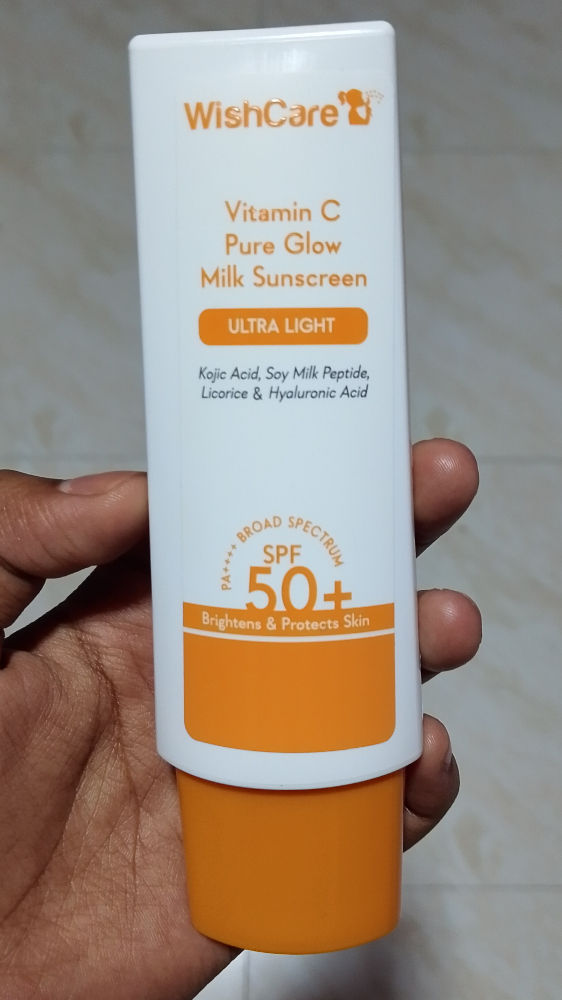 WishCare
Vitamin C
Pure Glow
Milk Sunscreen
ULTRA LIGHT
Kojic Acid, Soy Milk Peptide,
Licorice & Hyaluronic Acid
PA++++ BROAD SPECTRUM
SPF
50+
Brightens & Protects Skin